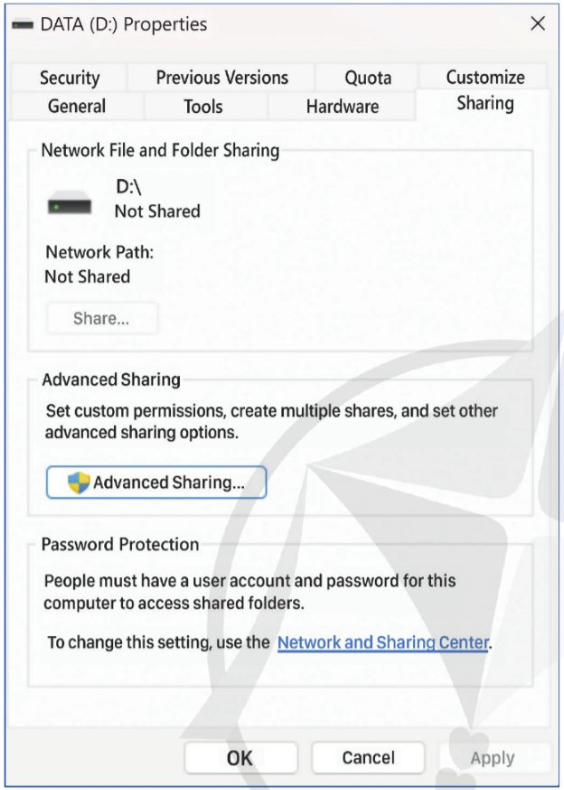 DATA (D:) Properties
Security Previous Versions Quota Customize
General Tools Hardware Sharing
Network File and Folder Sharing
D:\
Not Shared
Network Path:
Not Shared
Share...
Advanced Sharing
Set custom permissions, create multiple shares, and set other
advanced sharing options.
Advanced Sharing...
Password Protection
People must have a user account and password for this
computer to access shared folders.
To change this setting, use the Network and Sharing Center.
OK Cancel Apply